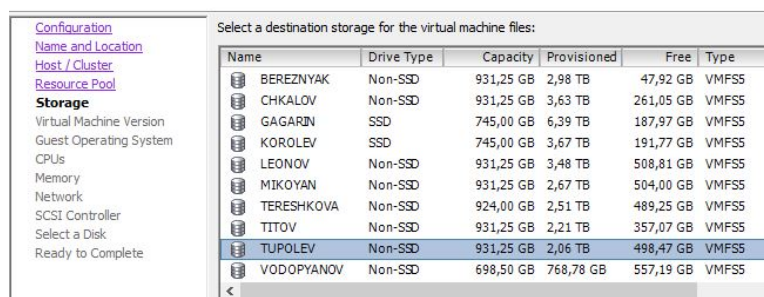 Configuration
Name and Location
Host / Cluster
Resource Pool
Storage
Virtual Machine Version
Guest Operating System
CPUs
Memory
Network
SCSI Controller
Select a Disk
Ready to Complete
Select a destination storage for the virtual machine files:
Name Drive Type Capacity Provisioned Free Type
BEREZNYAK Non-SSD 931,25 GB 2,98 TB 47,92 GB VMFS5
CHKALOV Non-SSD 931,25 GB 3,63 TB 261,05 GB VMFS5
GAGARIN SSD 745,00 GB 6,39 TB 187,97 GB VMFS5
KOROLEV SSD 745,00 GB 3,67 TB 191,77 GB VMFS5
LEONOV Non-SSD 931,25 GB 3,48 TB 508,81 GB VMFS5
MIKOYAN Non-SSD 931,25 GB 2,67 TB 504,00 GB VMFS5
TERESHKOVA Non-SSD 924,00 GB 2,51 TB 489,25 GB VMFS5
TITOV Non-SSD 931,25 GB 2,21 TB 357,07 GB VMFS5
TUPOLEV Non-SSD 931,25 GB 2,06 TB 498,47 GB VMFS5
VODOPYANOV Non-SSD 698,50 GB 768,78 GB 557,19 GB VMFS5